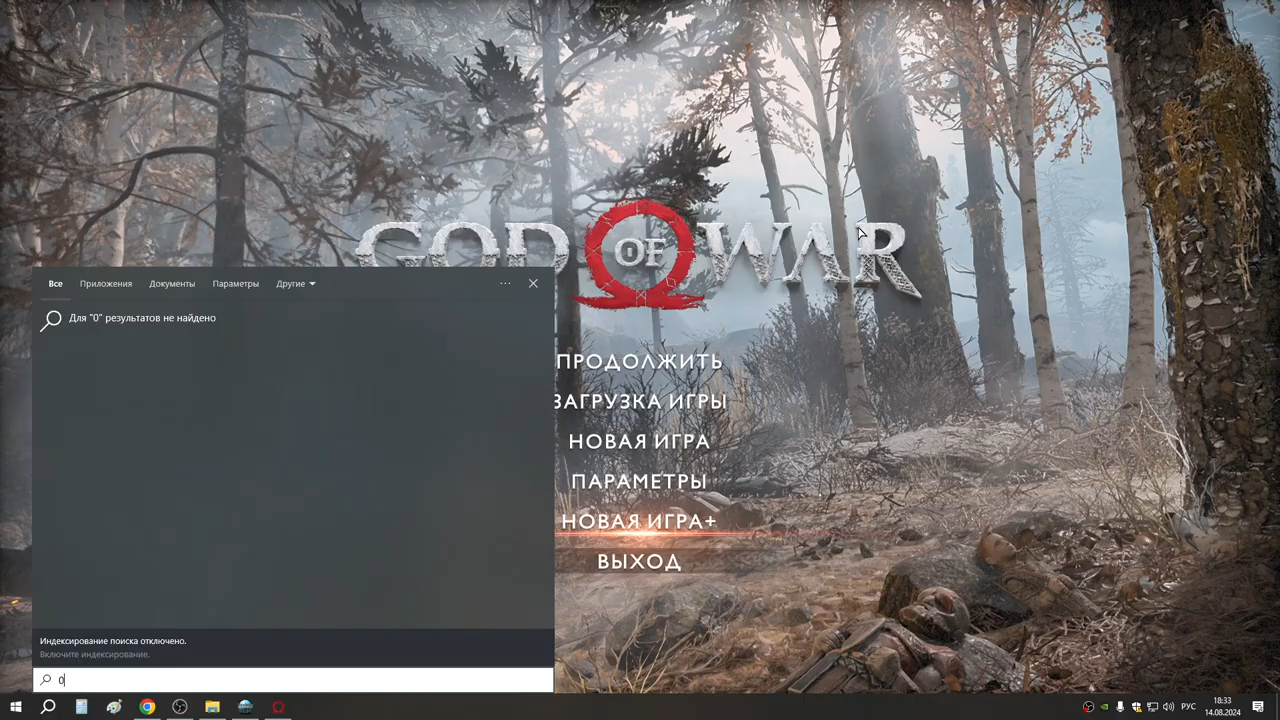 GOD OF WAR
Все Приложения Документы Параметры Другие
Для "0" результатов не найдено
ПРОДОЛЖИТЬ
ЗАГРУЗКА ИГРЫ
НОВАЯ ИГРА
ПАРАМЕТРЫ
НОВАЯ ИГРА+
ВЫХОД
Индексирование поиска отключено.
Включите индексирование.
0
РУС
18:33
14.08.2024